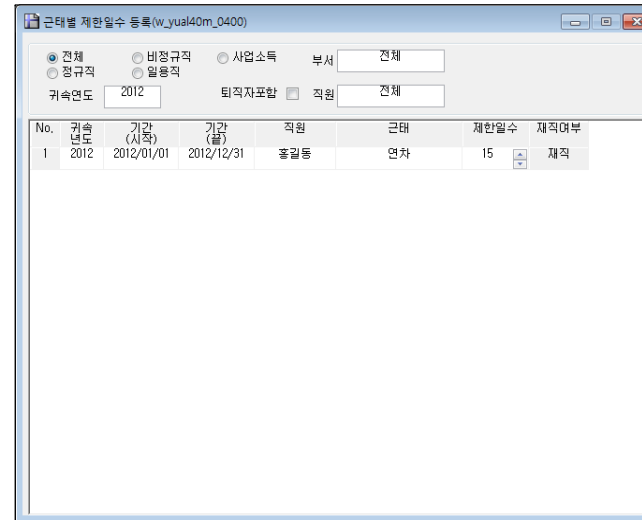 근태별 제한일수 등록(w_yual40m_0400)
전체 비정규직 사업소득 부서 전체
정규직 일용직
귀속연도 2012 퇴직자포함 직원 전체
No. 귀속년도 기간(시작) 기간(끝) 직원 근태 제한일수 재직여부
1 2012 2012/01/01 2012/12/31 홍길동 연차 15 재직